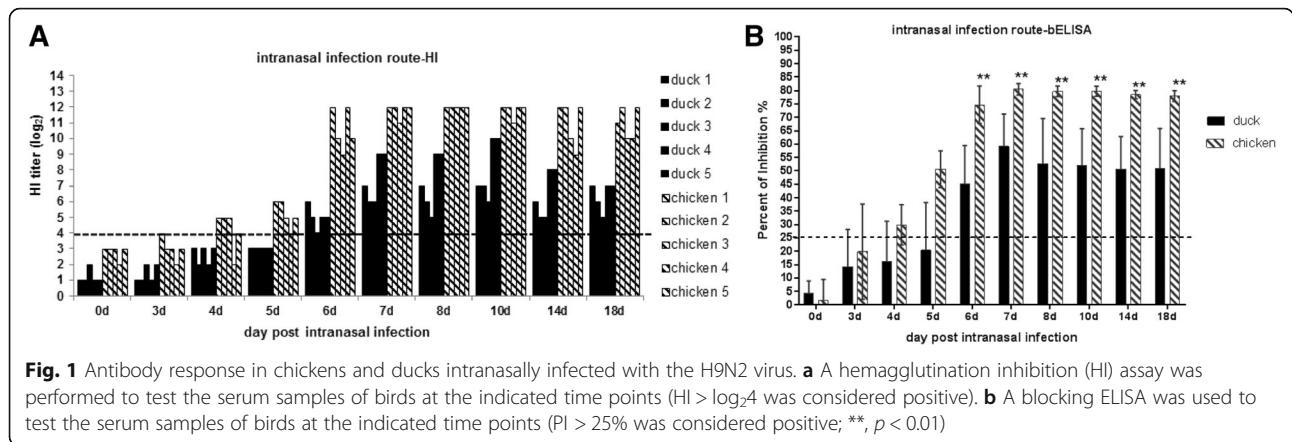 A
intranasal infection route-HI
HI titer (log₂)
14
13
12
11
10
9
8
7
6
5
4
3
2
1
0
0d 3d 4d 5d 6d 7d 8d 10d 14d 18d
day post intranasal infection
duck 1
duck 2
duck 3
duck 4
duck 5
chicken 1
chicken 2
chicken 3
chicken 4
chicken 5
B
intranasal infection route-bELISA
Percent of Inhibition %
100
95
90
85
80
75
70
65
60
55
50
45
40
35
30
25
20
15
10
5
0
** ** ** ** ** **
0d 3d 4d 5d 6d 7d 8d 10d 14d 18d
day post intranasal infection
duck
chicken
Fig. 1 Antibody response in chickens and ducks intranasally infected with the H9N2 virus. a A hemagglutination inhibition (HI) assay was
performed to test the serum samples of birds at the indicated time points (HI > log₂4 was considered positive). b A blocking ELISA was used to
test the serum samples of birds at the indicated time points (PI > 25% was considered positive; **, p < 0.01)